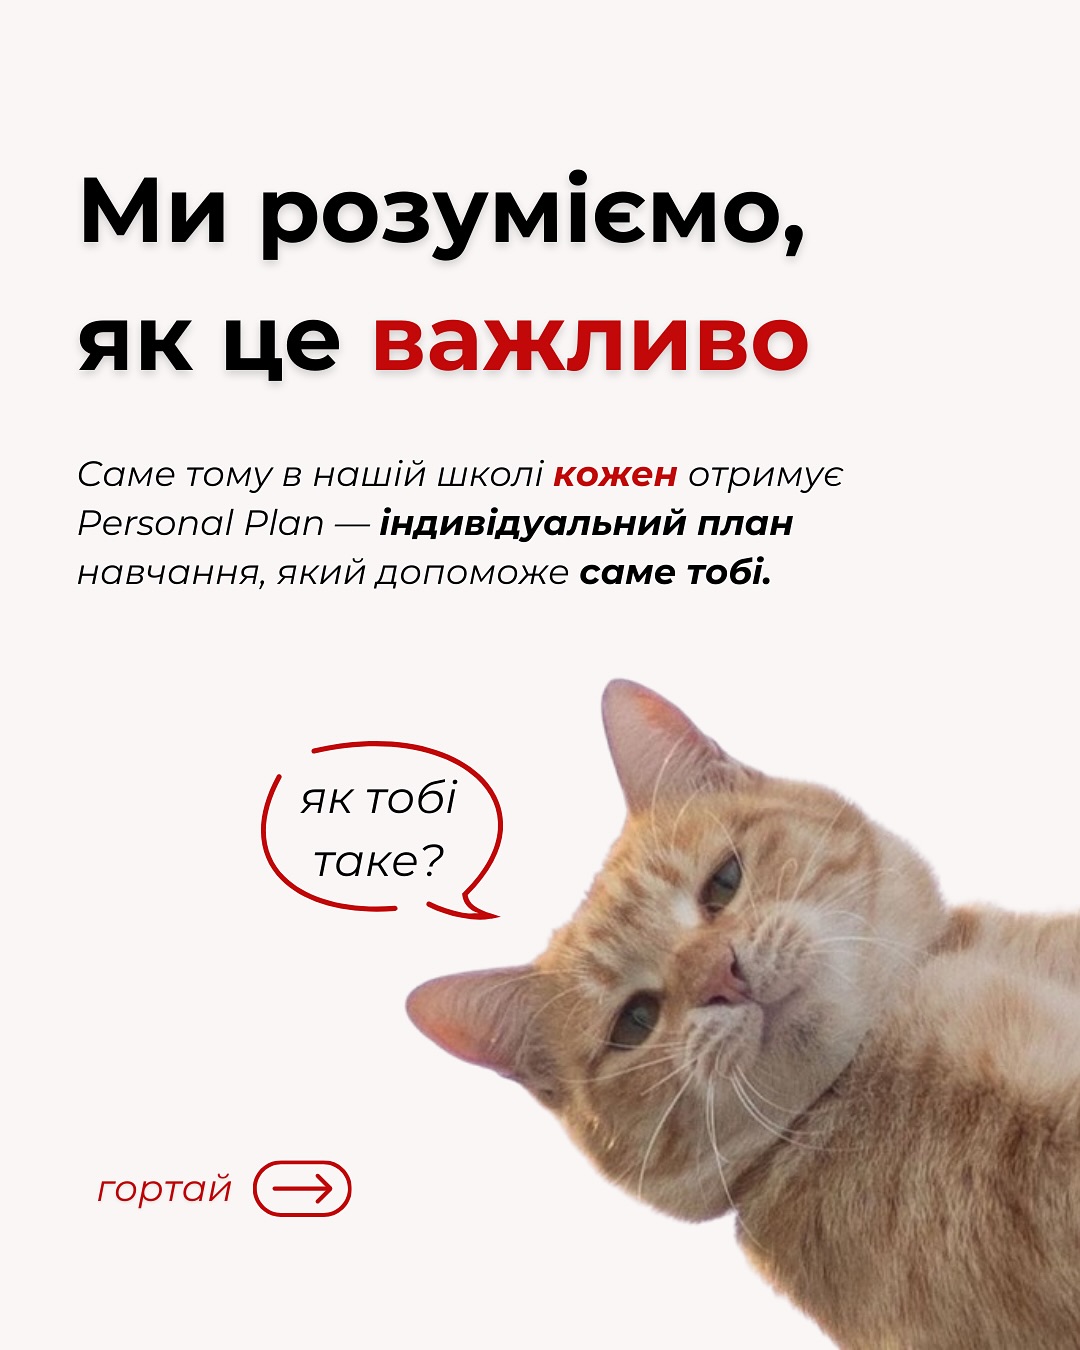 Ми розуміємо,
як це важливо
Саме тому в нашій школі кожен отримує
Personal Plan — індивідуальний план
навчання, який допоможе саме тобі.
як тобі
таке?
гортай